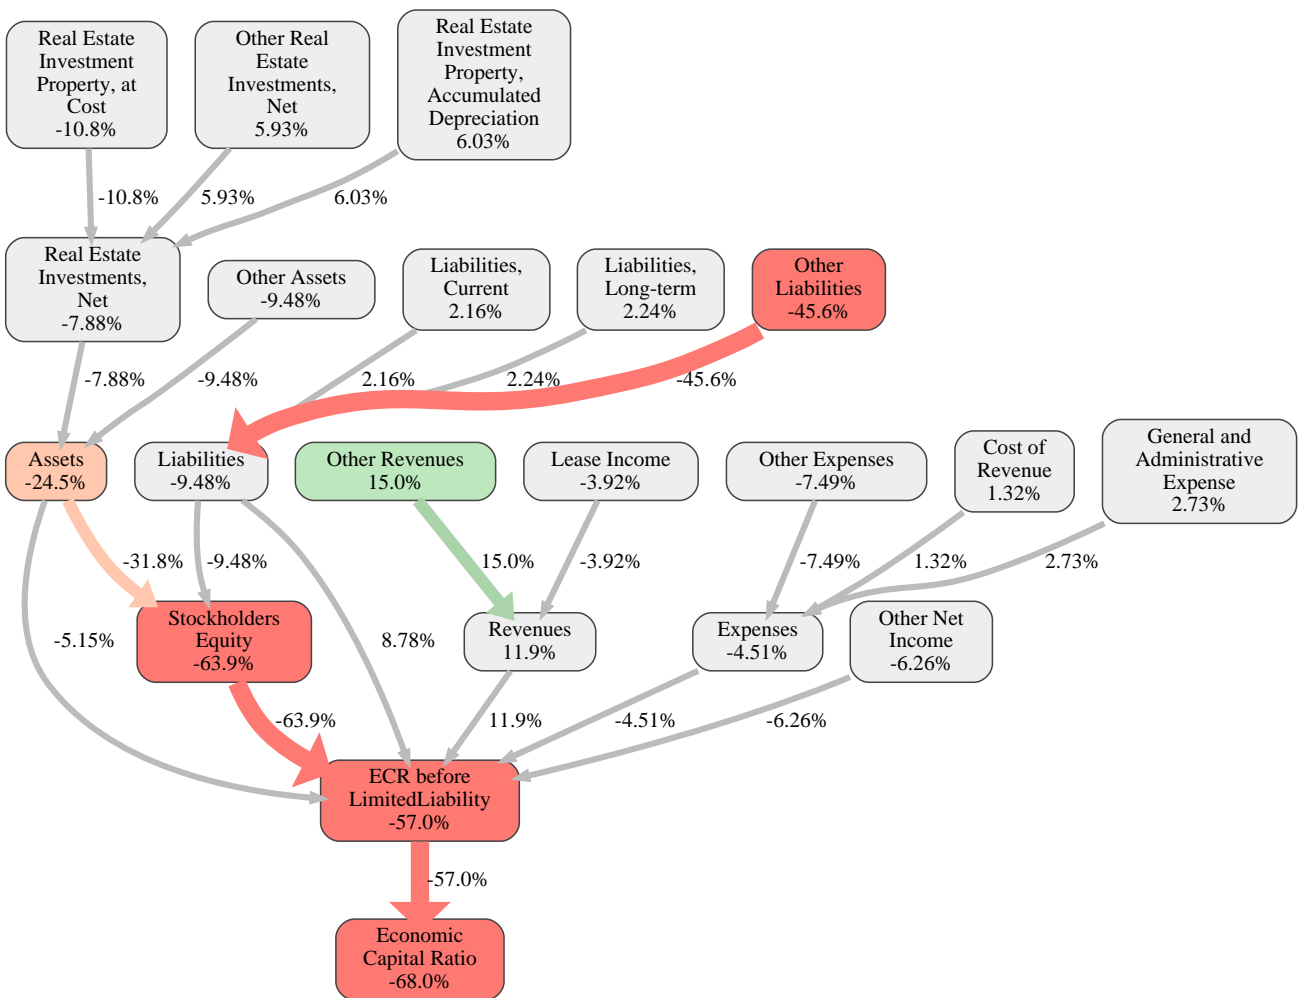 Real Estate
Investment
Property, at
Cost
-10.8%
Other Real
Estate
Investments,
Net
5.93%
Real Estate
Investment
Property,
Accumulated
Depreciation
6.03%
-10.8%
5.93%
6.03%
Real Estate
Investments,
Net
-7.88%
Other Assets
-9.48%
Liabilities,
Current
2.16%
Liabilities,
Long-term
2.24%
Other
Liabilities
-45.6%
-7.88%
-9.48%
2.16%
2.24%
-45.6%
Assets
-24.5%
Liabilities
-9.48%
Other Revenues
15.0%
Lease Income
-3.92%
Other Expenses
-7.49%
Cost of
Revenue
1.32%
General and
Administrative
Expense
2.73%
-31.8%
-9.48%
15.0%
-3.92%
-7.49%
1.32%
2.73%
Stockholders
Equity
-63.9%
-5.15%
8.78%
Revenues
11.9%
Expenses
-4.51%
Other Net
Income
-6.26%
-63.9%
11.9%
-4.51%
-6.26%
ECR before
LimitedLiability
-57.0%
-57.0%
Economic
Capital Ratio
-68.0%